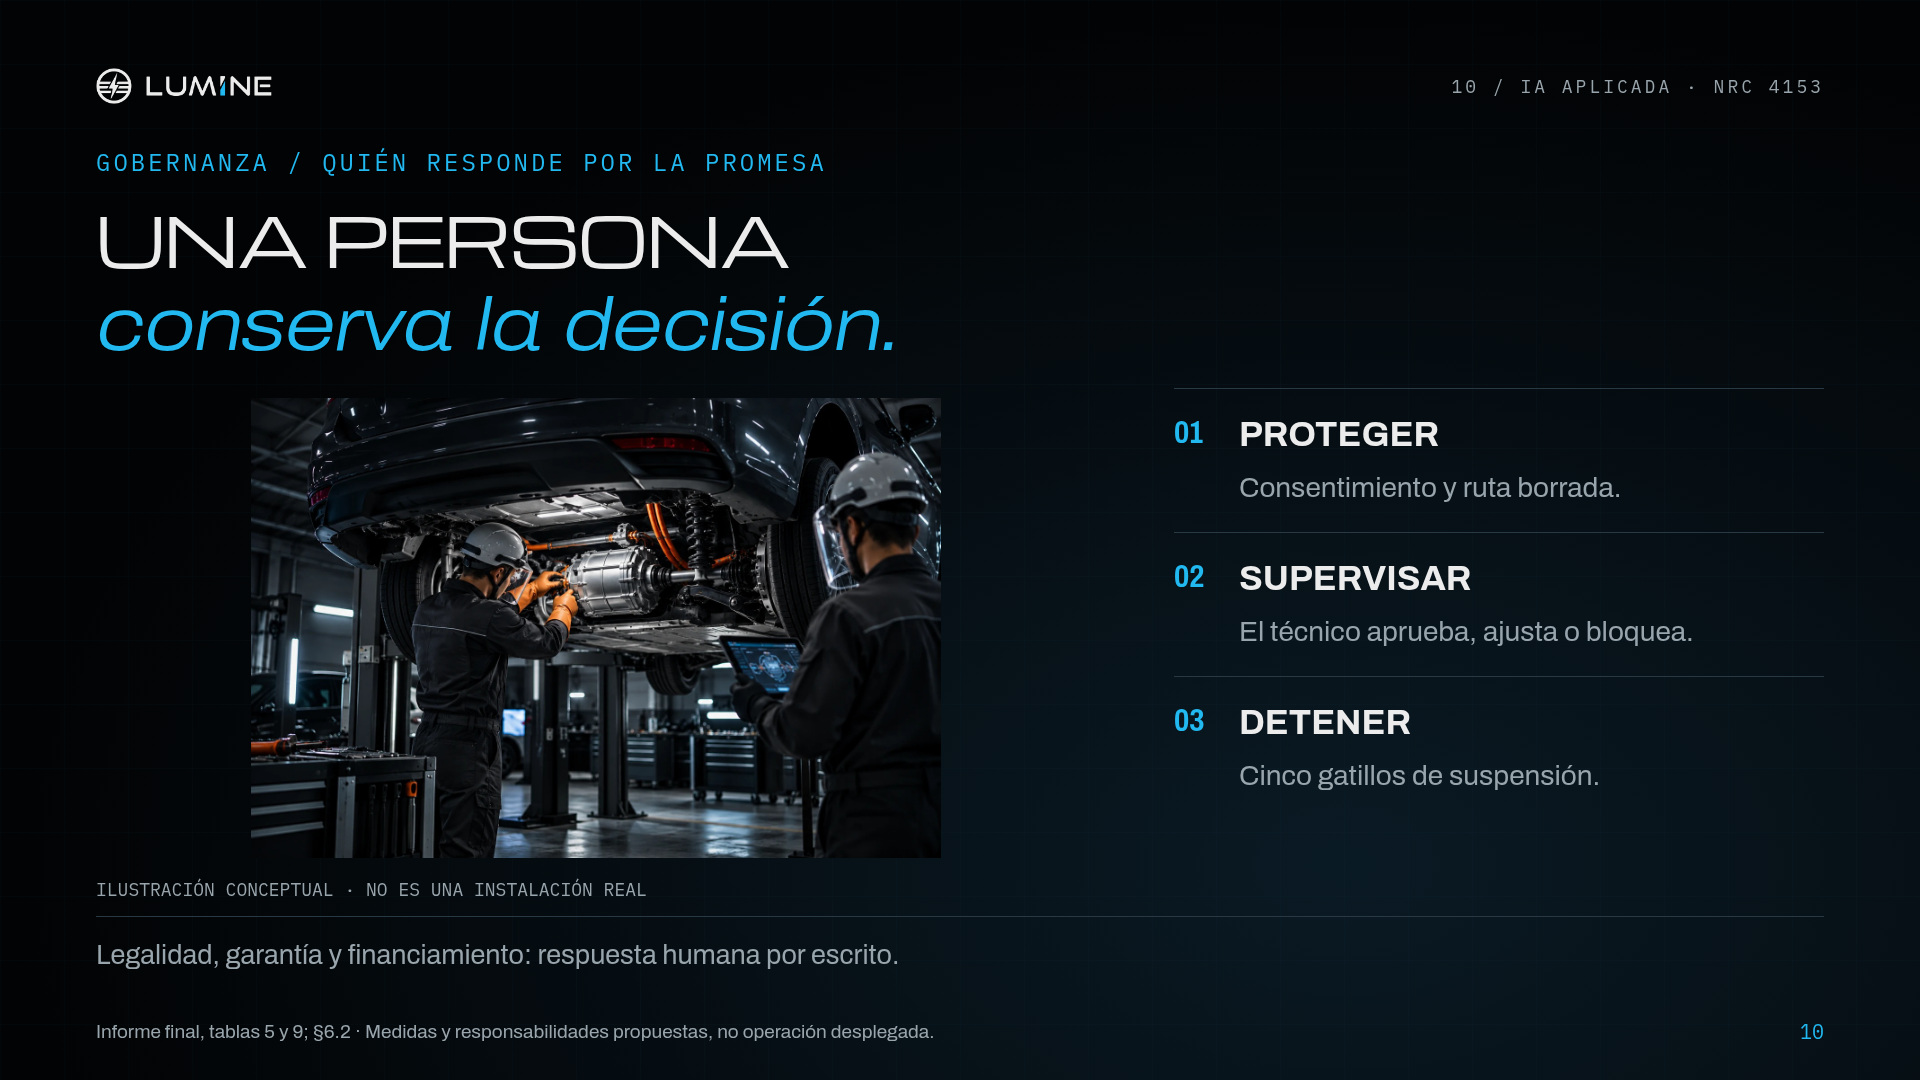 LUMINE
10 / IA APLICADA · NRC 4153
GOBERNANZA / QUIÉN RESPONDE POR LA PROMESA
UNA PERSONA
conserva la decisión.
01 PROTEGER
Consentimiento y ruta borrada.
02 SUPERVISAR
El técnico aprueba, ajusta o bloquea.
03 DETENER
Cinco gatillos de suspensión.
ILUSTRACIÓN CONCEPTUAL · NO ES UNA INSTALACIÓN REAL
Legalidad, garantía y financiamiento: respuesta humana por escrito.
Informe final, tablas 5 y 9; §6.2 · Medidas y responsabilidades propuestas, no operación desplegada.
10